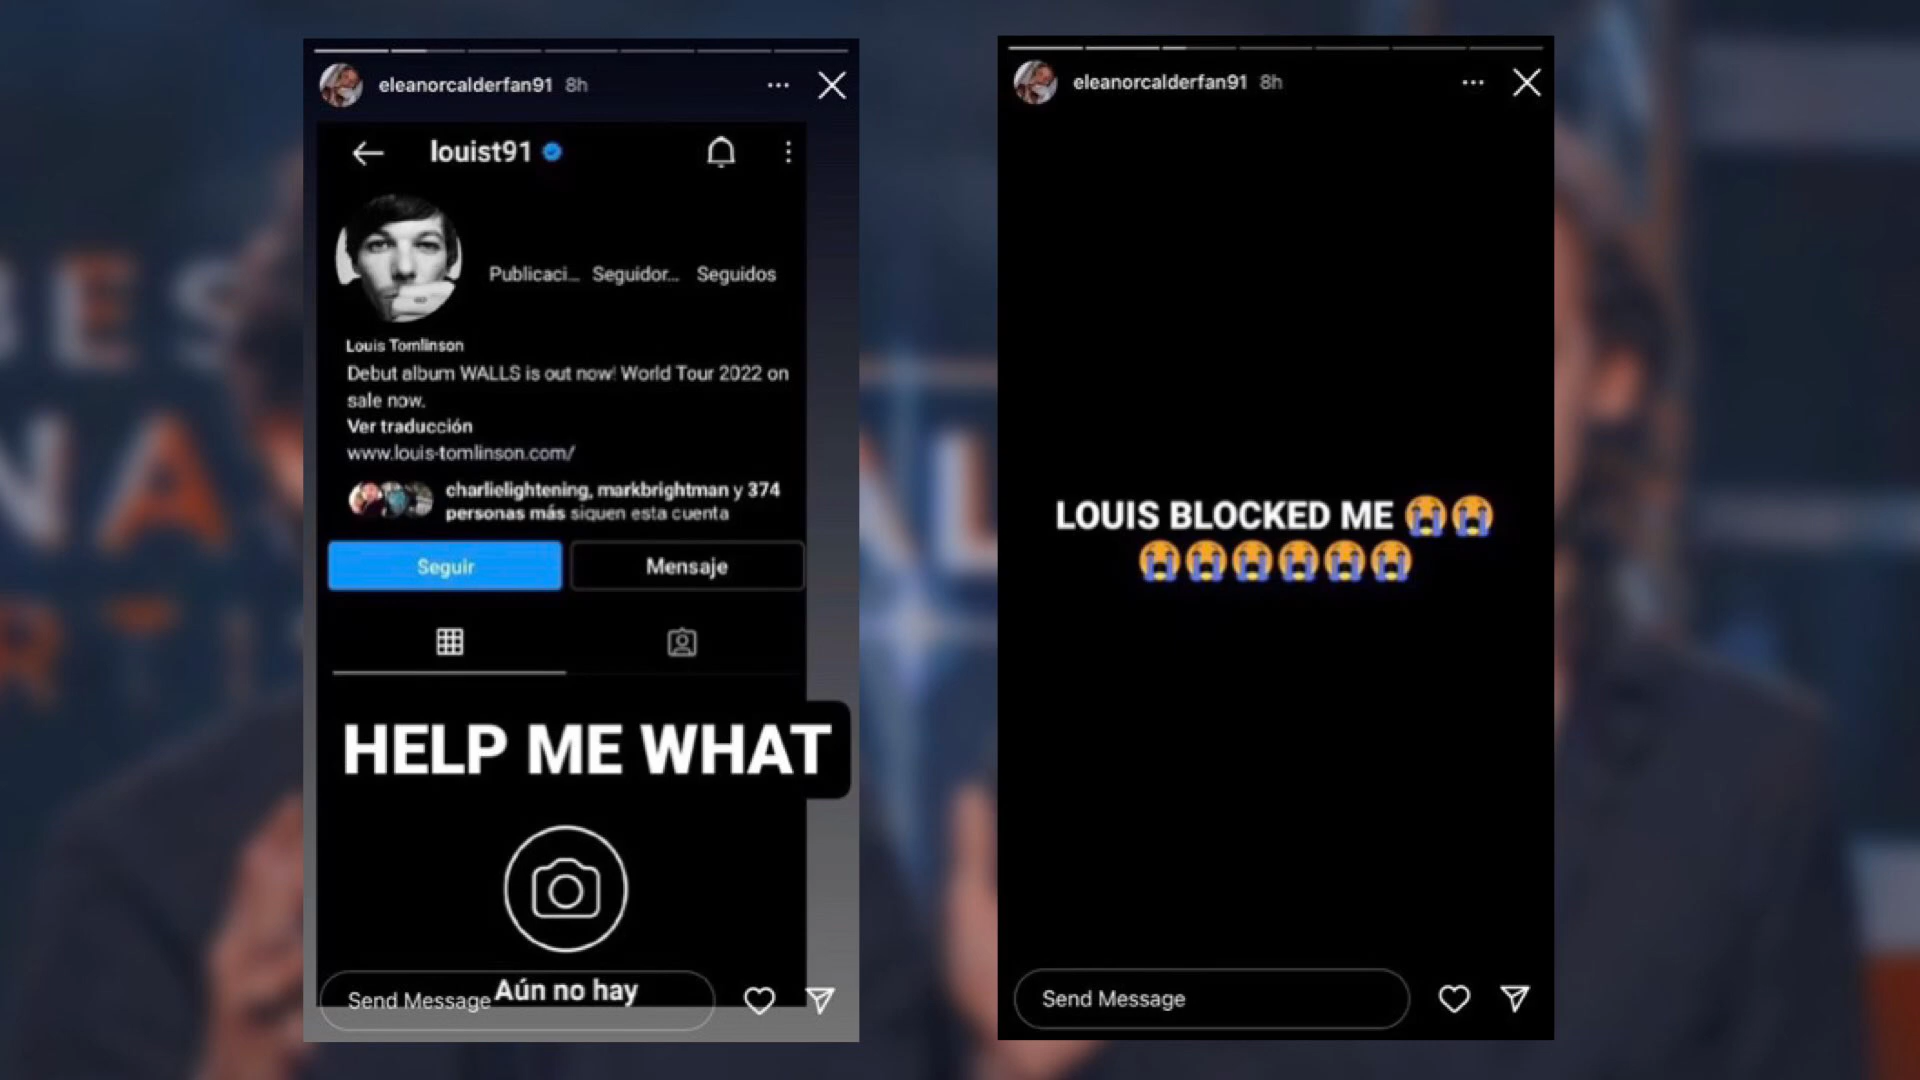 eleanorcalderfan91 8h
louist91
Publicaci... Seguidor... Seguidos
Louis Tomlinson
Debut album WALLS is out now! World Tour 2022 on
sale now.
Ver traducción
www.louis-tomlinson.com/
charlielightening, markbrightman y 374
personas más siguen esta cuenta
Seguir Mensaje
HELP ME WHAT
Aún no hay
Send Message
eleanorcalderfan91 8h
LOUIS BLOCKED ME 😭😭
😭😭😭😭😭😭
Send Message